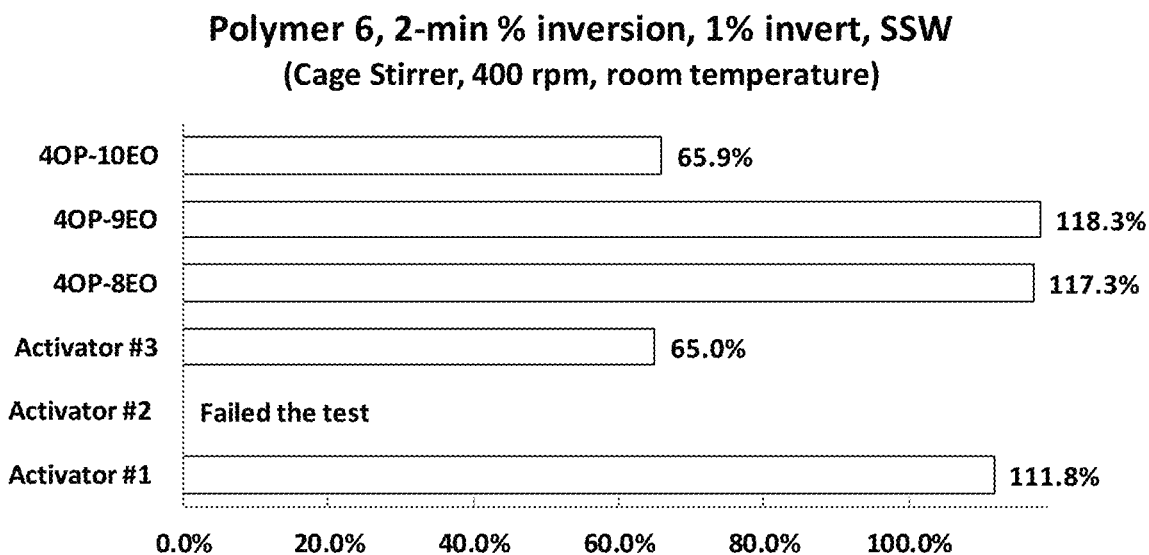 Polymer 6, 2-min % inversion, 1% invert, SSW
(Cage Stirrer, 400 rpm, room temperature)
4OP-10EO 65.9%
4OP-9EO 118.3%
4OP-8EO 117.3%
Activator #3 65.0%
Activator #2 Failed the test
Activator #1 111.8%
0.0% 20.0% 40.0% 60.0% 80.0% 100.0%